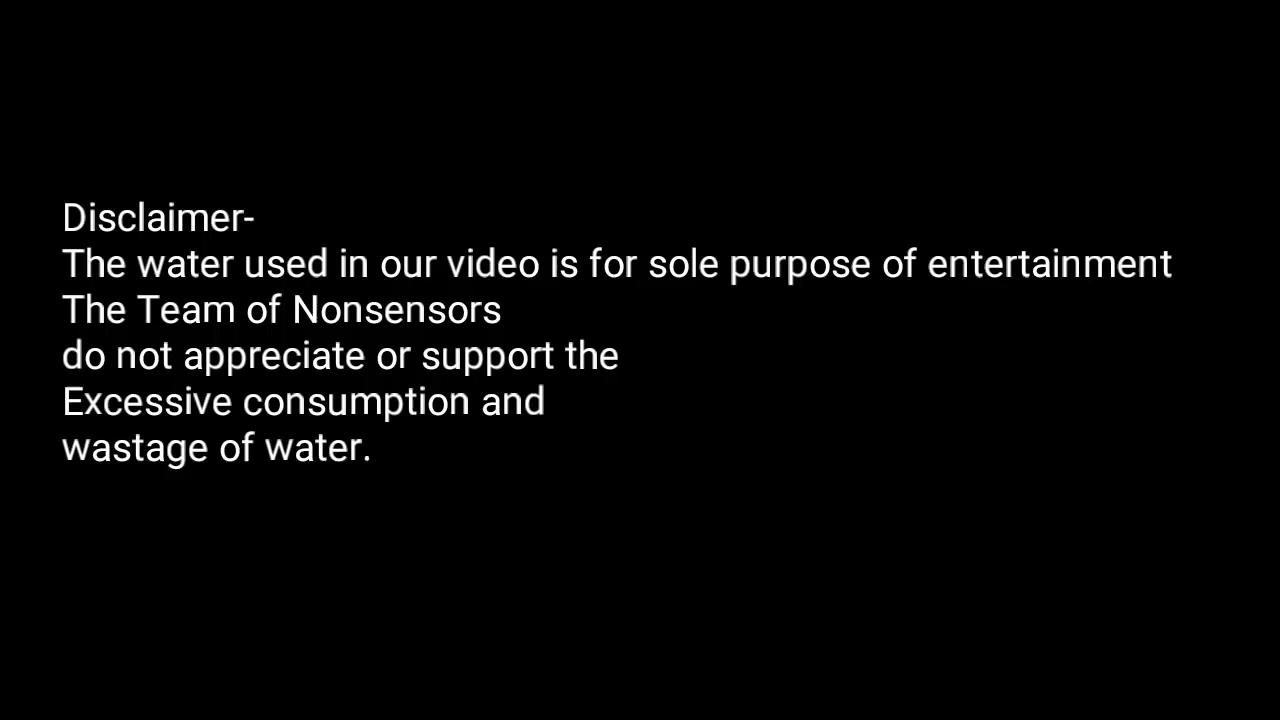 Disclaimer-
The water used in our video is for sole purpose of entertainment
The Team of Nonsensors
do not appreciate or support the
Excessive consumption and
wastage of water.